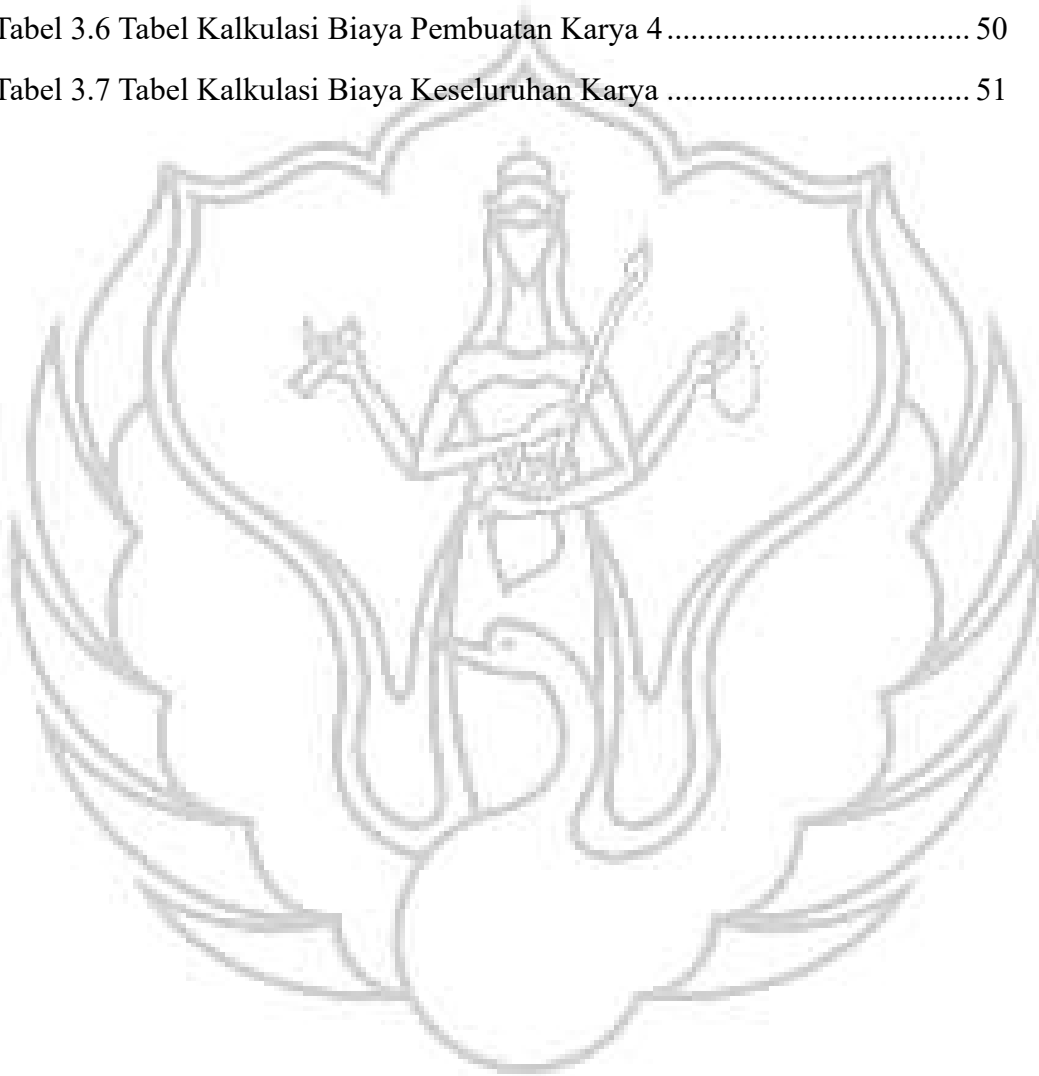 Tabel 3.6 Tabel Kalkulasi Biaya Pembuatan Karya 4 ...................................... 50
Tabel 3.7 Tabel Kalkulasi Biaya Keseluruhan Karya ...................................... 51